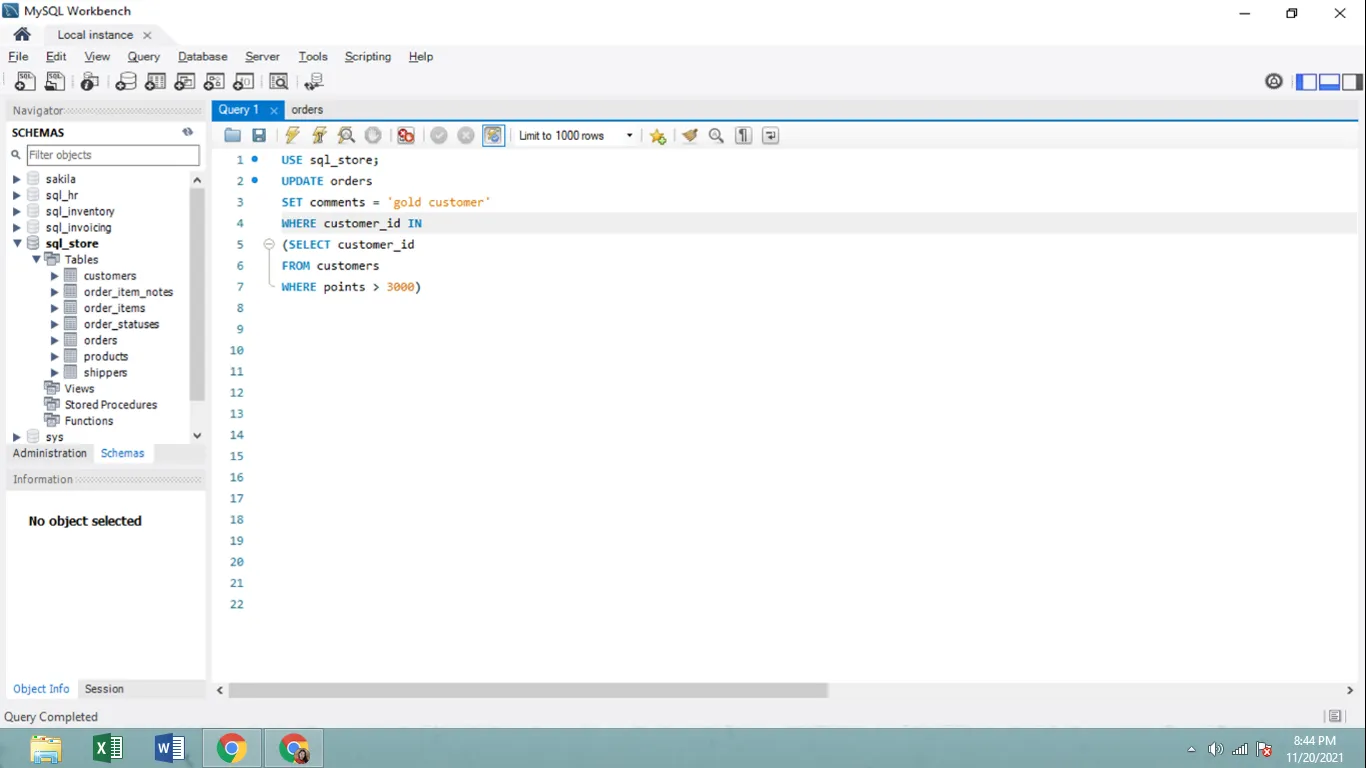 MySQL Workbench
Local instance
File Edit View Query Database Server Tools Scripting Help
Navigator
SCHEMAS
Filter objects
sakila
sql_hr
sql_inventory
sql_invoicing
sql_store
Tables
customers
order_item_notes
order_items
order_statuses
orders
products
shippers
Views
Stored Procedures
Functions
sys
Administration Schemas
Information
No object selected
Object Info Session
Query 1 orders
Limit to 1000 rows
1 USE sql_store;
2 UPDATE orders
3 SET comments = 'gold customer'
4 WHERE customer_id IN
5 (SELECT customer_id
6 FROM customers
7 WHERE points > 3000)
8
9
10
11
12
13
14
15
16
17
18
19
20
21
22
Query Completed
8:44 PM
11/20/2021